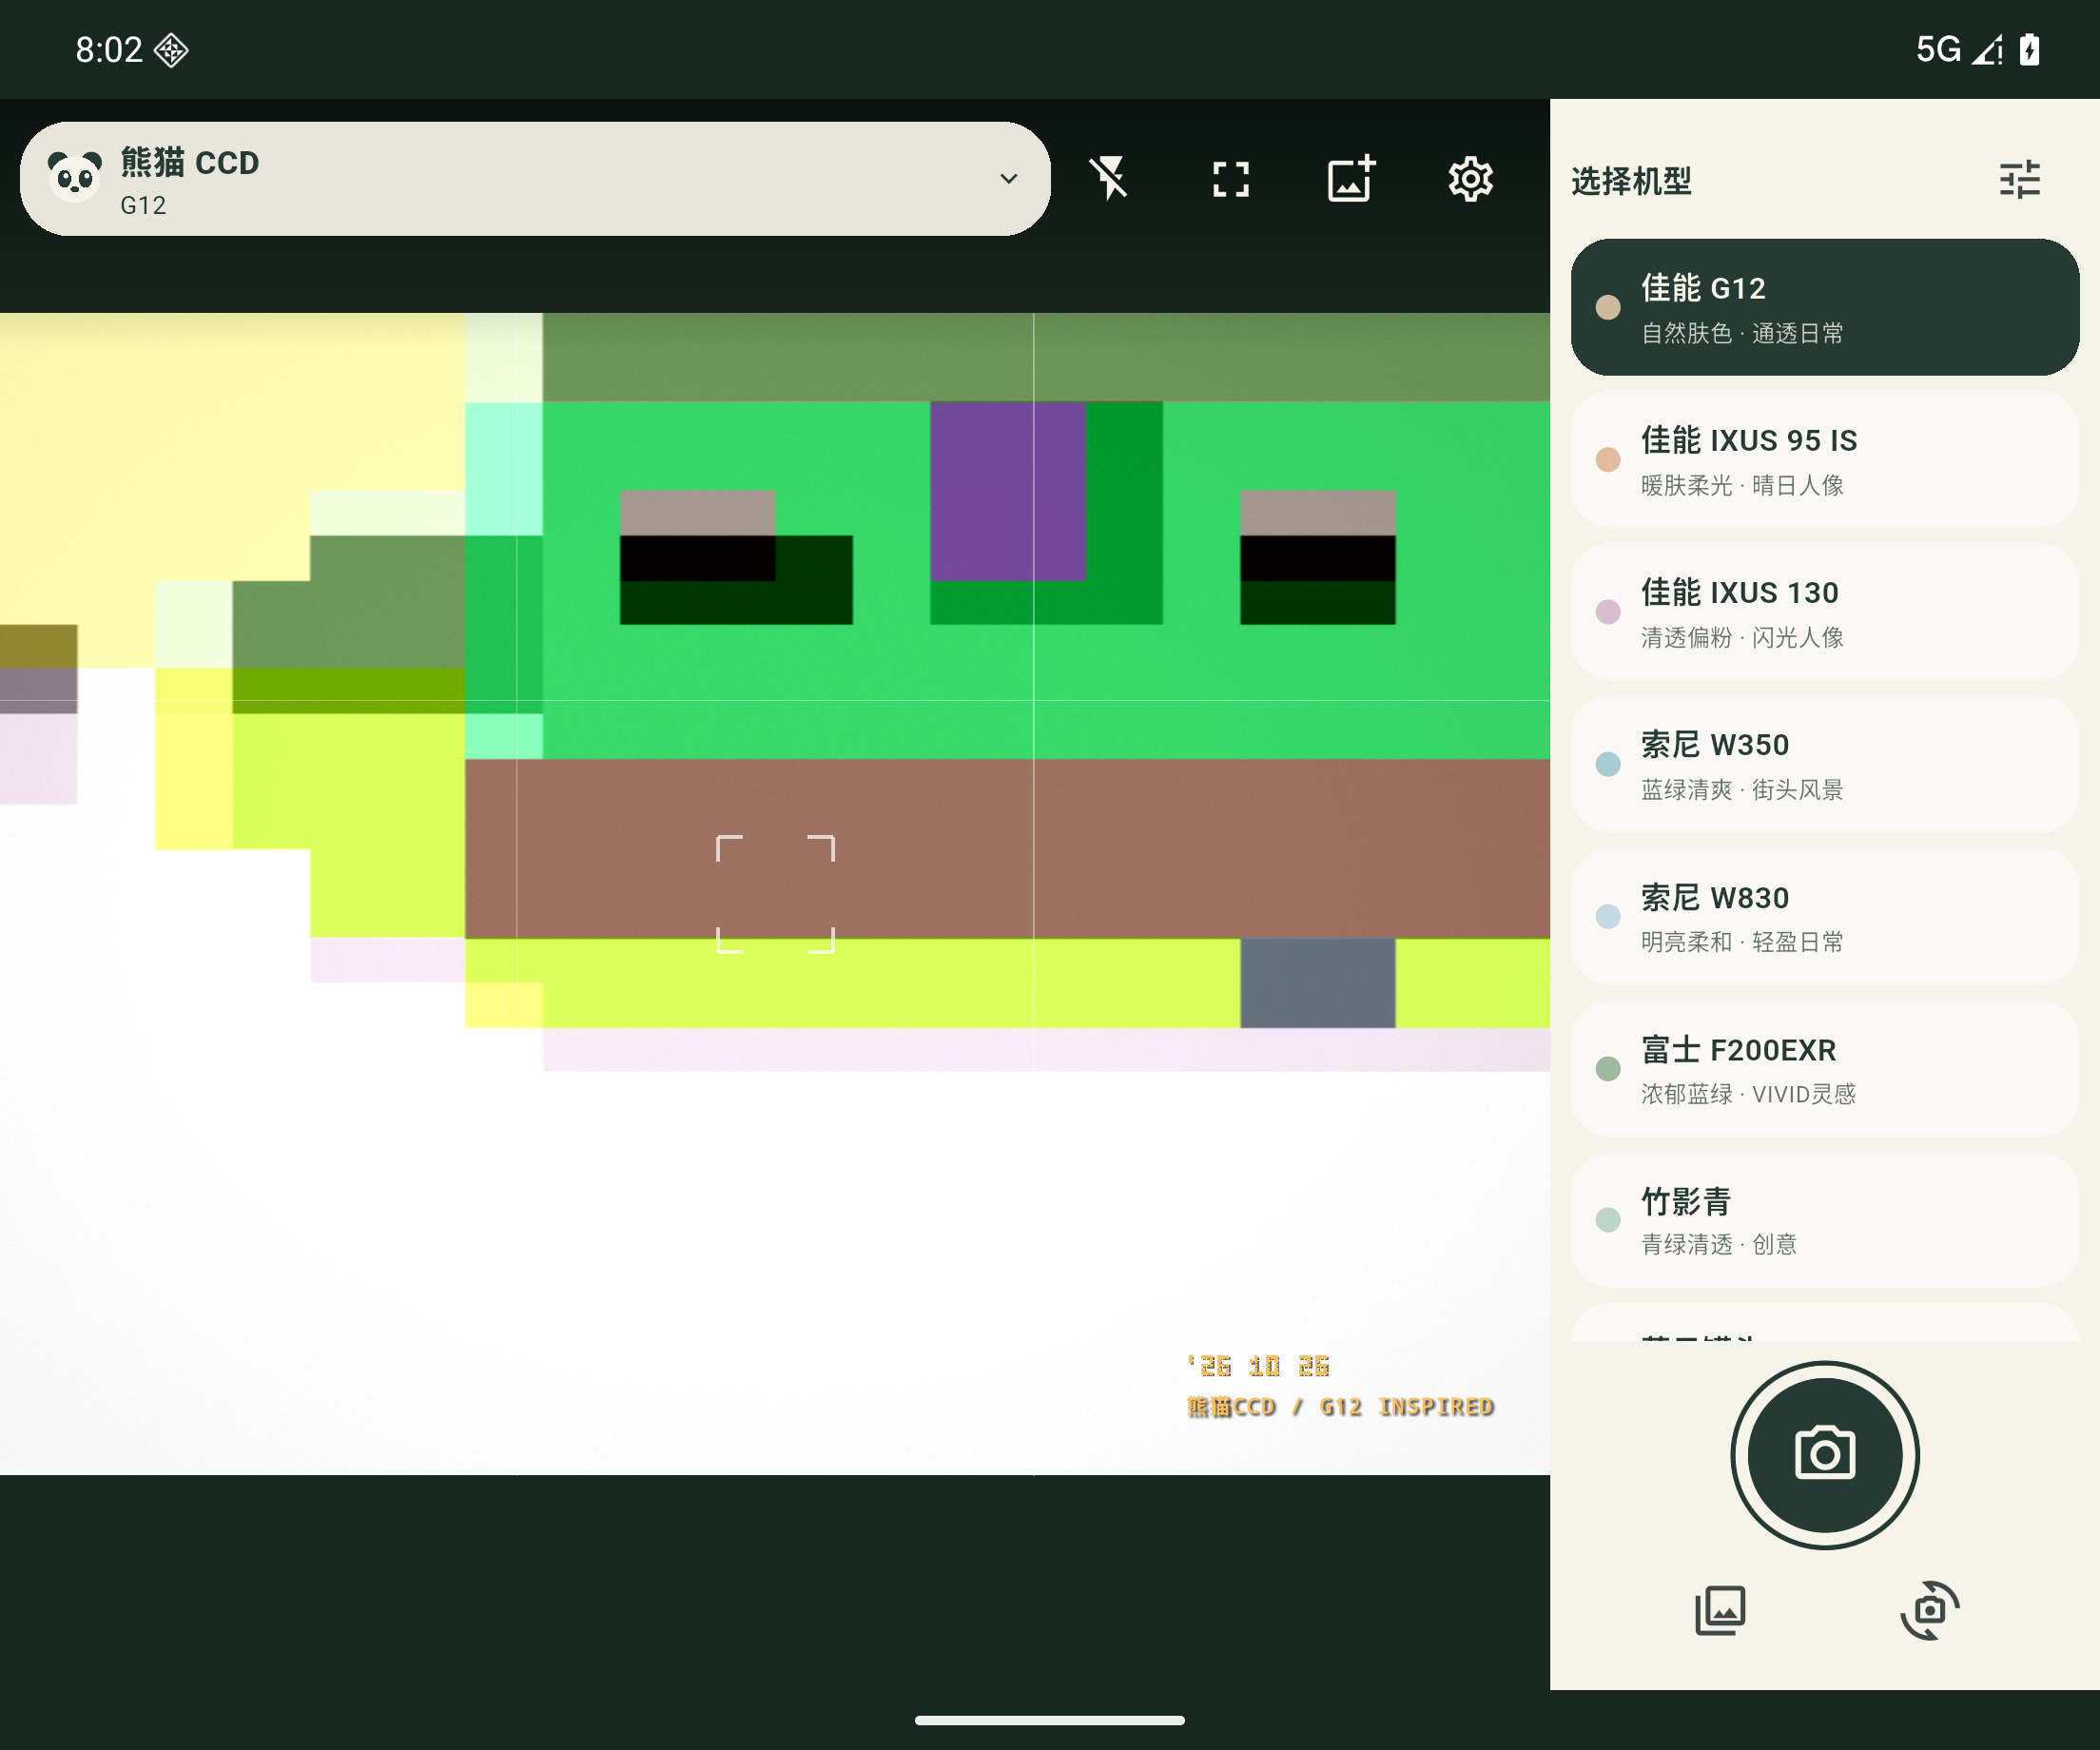 8:02
5G
熊猫 CCD
G12
选择机型
佳能 G12
自然肤色 · 通透日常
佳能 IXUS 95 IS
暖肤柔光 · 晴日人像
佳能 IXUS 130
清透偏粉 · 闪光人像
索尼 W350
蓝绿清爽 · 街头风景
索尼 W830
明亮柔和 · 轻盈日常
富士 F200EXR
浓郁蓝绿 · VIVID灵感
竹影青
青绿清透 · 创意
'26 10 26
熊猫CCD / G12 INSPIRED